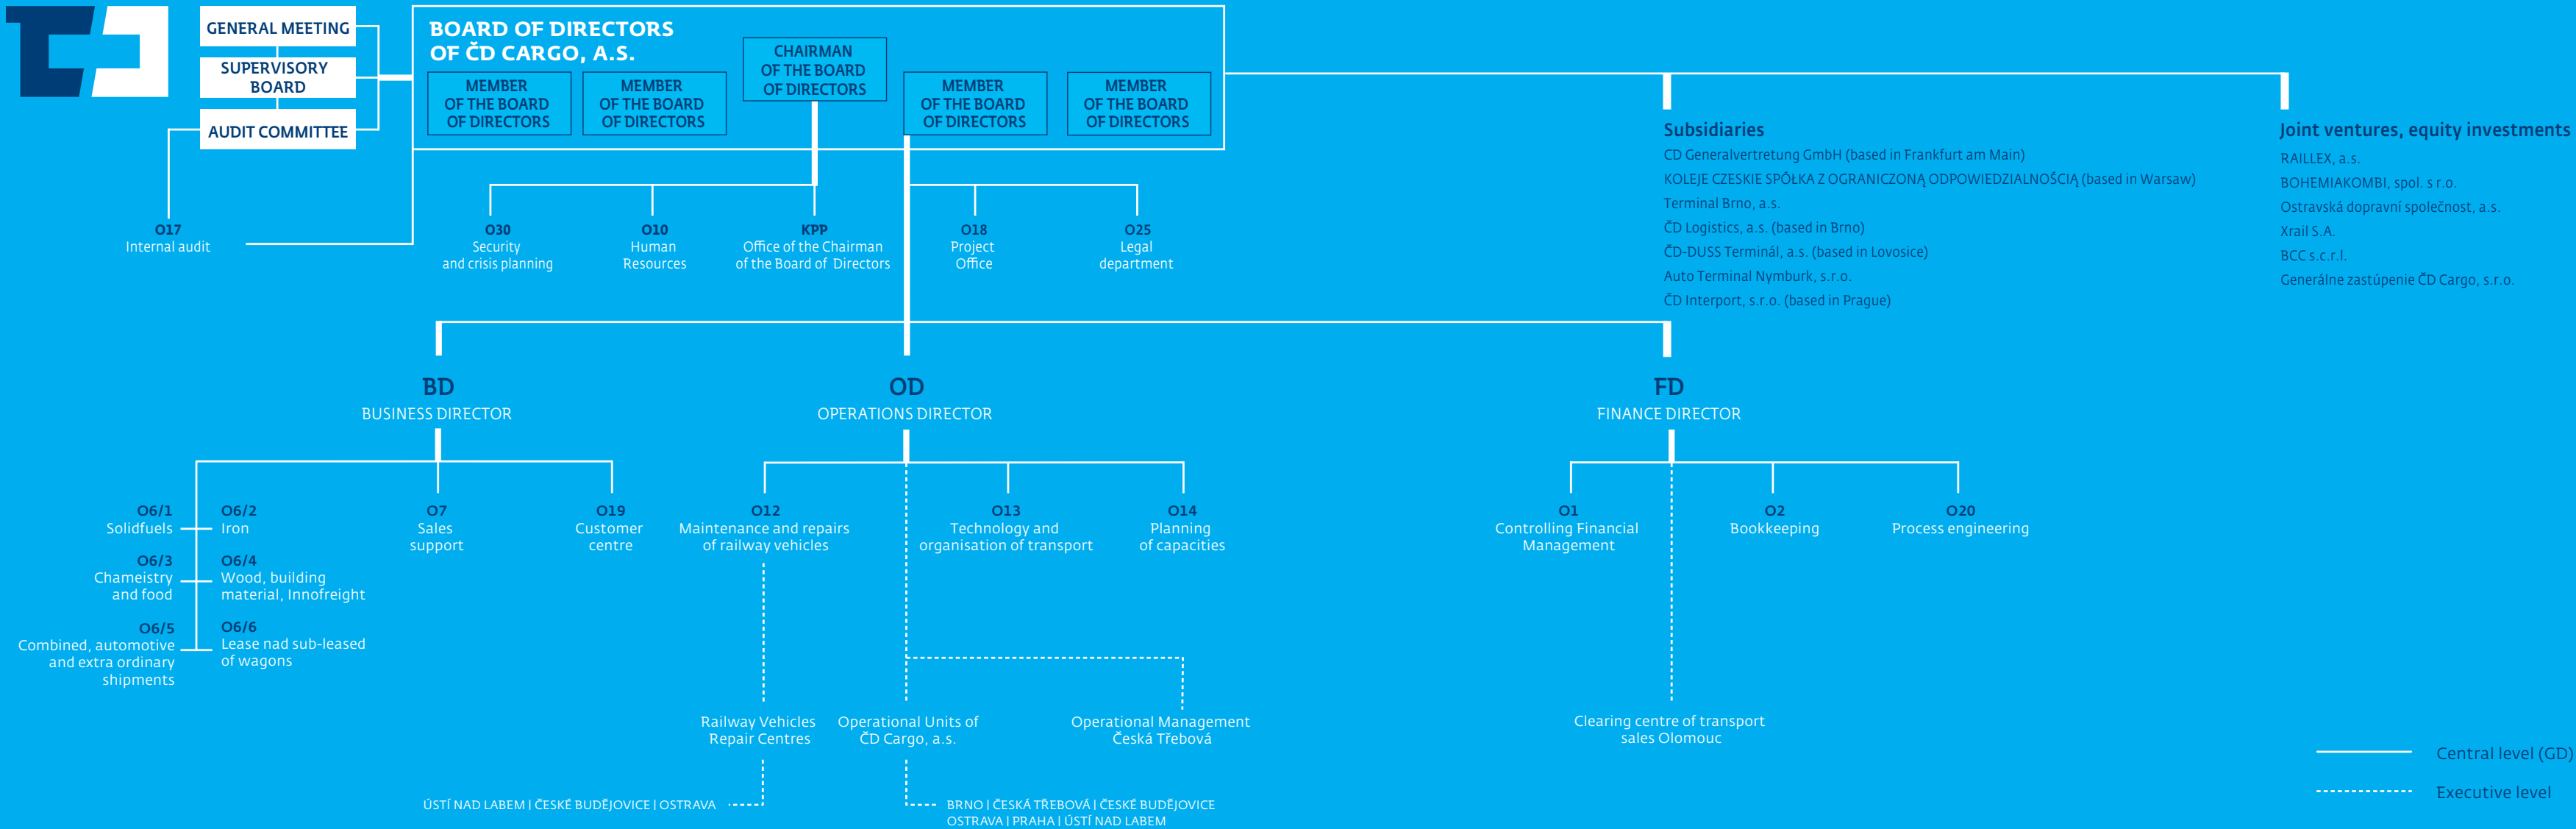 GENERAL MEETING
SUPERVISORY
BOARD
AUDIT COMMITTEE
O17
Internal audit
BOARD OF DIRECTORS
OF ČD CARGO, A.S.
MEMBER
OF THE BOARD
OF DIRECTORS
MEMBER
OF THE BOARD
OF DIRECTORS
CHAIRMAN
OF THE BOARD
OF DIRECTORS
MEMBER
OF THE BOARD
OF DIRECTORS
MEMBER
OF THE BOARD
OF DIRECTORS
O30
Security
and crisis planning
O10
Human
Resources
KPP
Office of the Chairman
of the Board of Directors
O18
Project
Office
O25
Legal
department
Subsidiaries
CD Generalvertretung GmbH (based in Frankfurt am Main)
KOLEJE CZESKIE SPÓŁKA Z OGRANICZONĄ ODPOWIEDZIALNOŚCIĄ (based in Warsaw)
Terminal Brno, a.s.
ČD Logistics, a.s. (based in Brno)
ČD-DUSS Terminál, a.s. (based in Lovosice)
Auto Terminal Nymburk, s.r.o.
ČD Interport, s.r.o. (based in Prague)
Joint ventures, equity investments
RAILLEX, a.s.
BOHEMIAKOMBI, spol. s r.o.
Ostravská dopravní společnost, a.s.
Xrail S.A.
BCC s.c.r.l.
Generálne zastúpenie ČD Cargo, s.r.o.
BD
BUSINESS DIRECTOR
OD
OPERATIONS DIRECTOR
FD
FINANCE DIRECTOR
O6/1
Solidfuels
O6/2
Iron
O6/3
Chameistry
and food
O6/4
Wood, building
material, Innofreight
O6/5
Combined, automotive
and extra ordinary
shipments
O6/6
Lease nad sub-leased
of wagons
O7
Sales
support
O19
Customer
centre
O12
Maintenance and repairs
of railway vehicles
O13
Technology and
organisation of transport
O14
Planning
of capacities
O1
Controlling Financial
Management
O2
Bookkeeping
O20
Process engineering
Railway Vehicles
Repair Centres
Operational Units of
ČD Cargo, a.s.
Operational Management
Česká Třebová
Clearing centre of transport
sales Olomouc
ÚSTÍ NAD LABEM | ČESKÉ BUDĚJOVICE | OSTRAVA
BRNO | ČESKÁ TŘEBOVÁ | ČESKÉ BUDĚJOVICE
OSTRAVA | PRAHA | ÚSTÍ NAD LABEM
Central level (GD)
Executive level